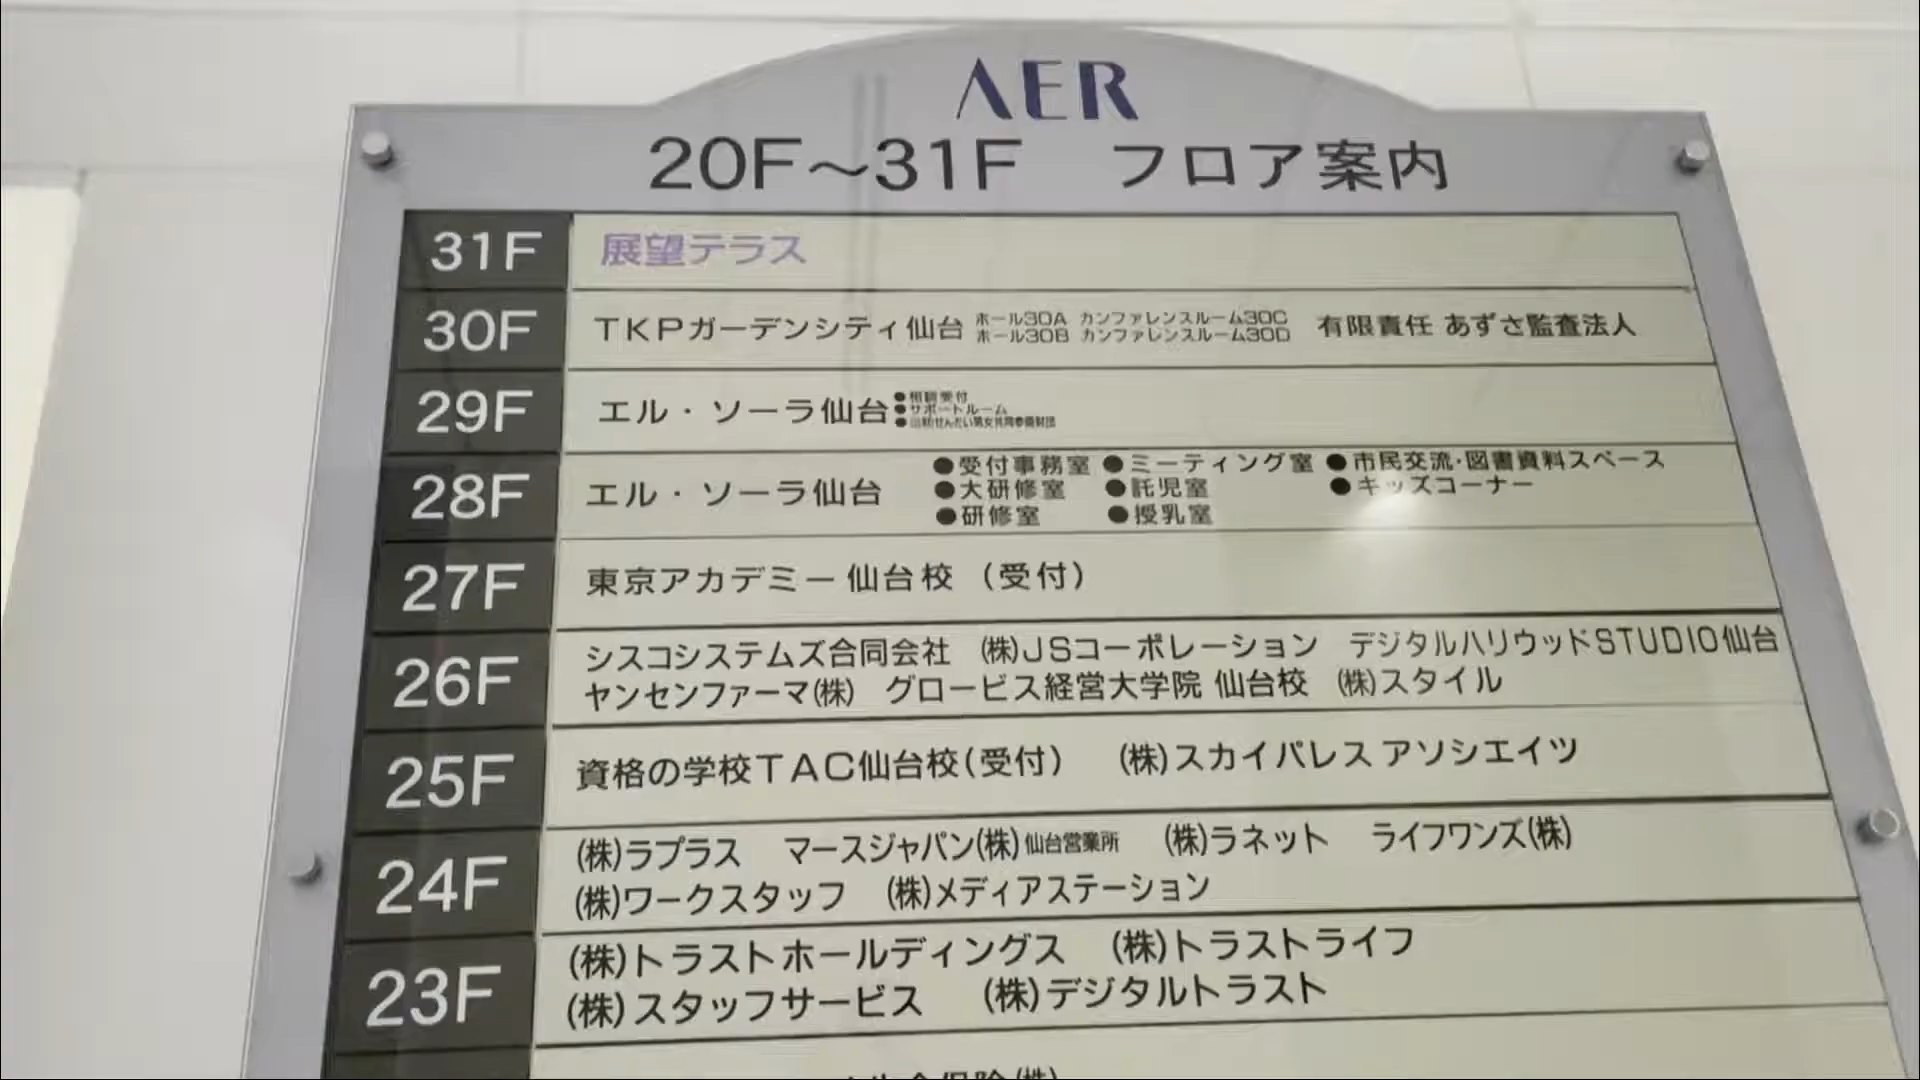 AER
20F～31F フロア案内
31F 展望テラス
30F TKPガーデンシティ仙台 ホール30A カンファレンスルーム30C 有限責任 あずさ監査法人
ホール30B カンファレンスルーム30D
29F エル・ソーラ仙台 ●相談受付
●サポートルーム
●(公財)せんだい男女共同参画財団
28F エル・ソーラ仙台 ●受付事務室 ●ミーティング室 ●市民交流・図書資料スペース
●大研修室 ●託児室 ●キッズコーナー
●研修室 ●授乳室
27F 東京アカデミー仙台校（受付）
26F シスコシステムズ合同会社 (株)JSコーポレーション デジタルハリウッドSTUDIO仙台
ヤンセンファーマ(株) グロービス経営大学院 仙台校 (株)スタイル
25F 資格の学校TAC仙台校(受付) (株)スカイパレス アソシエイツ
24F (株)ラプラス マースジャパン(株)仙台営業所 (株)ラネット ライフワンズ(株)
(株)ワークスタッフ (株)メディアステーション
23F (株)トラストホールディングス (株)トラストライフ
(株)スタッフサービス (株)デジタルトラスト